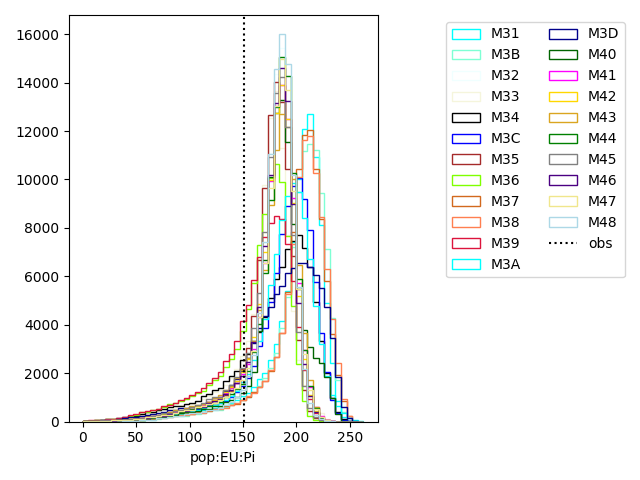 16000
14000
12000
10000
8000
6000
4000
2000
0
0 50 100 150 200 250
pop:EU:Pi
M31
M3B
M32
M33
M34
M3C
M35
M36
M37
M38
M39
M3A
M3D
M40
M41
M42
M43
M44
M45
M46
M47
M48
obs